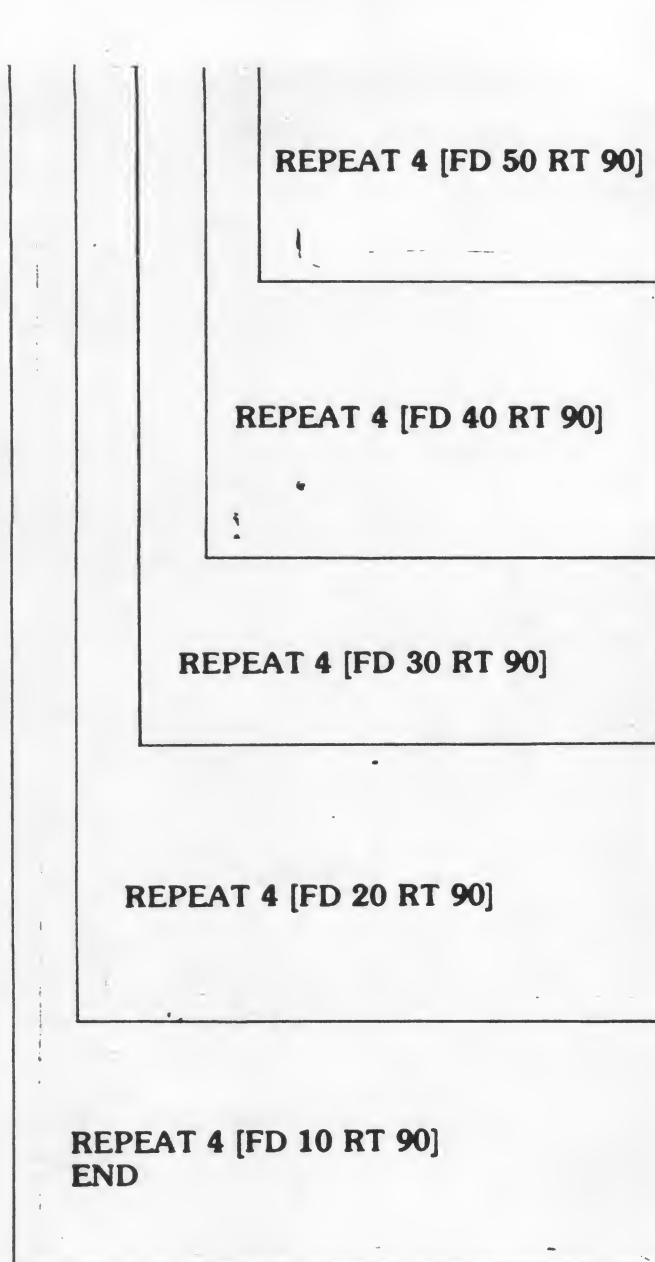 REPEAT 4 [FD 50 RT 90]
REPEAT 4 [FD 40 RT 90]
REPEAT 4 [FD 30 RT 90]
REPEAT 4 [FD 20 RT 90]
REPEAT 4 [FD 10 RT 90]
END